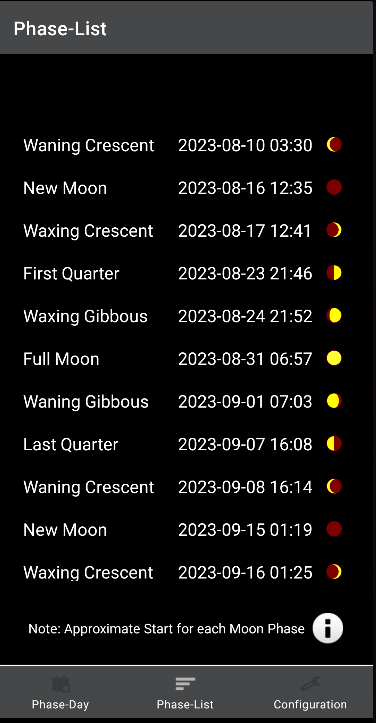 Phase-List
Waning Crescent 2023-08-10 03:30
New Moon 2023-08-16 12:35
Waxing Crescent 2023-08-17 12:41
First Quarter 2023-08-23 21:46
Waxing Gibbous 2023-08-24 21:52
Full Moon 2023-08-31 06:57
Waning Gibbous 2023-09-01 07:03
Last Quarter 2023-09-07 16:08
Waning Crescent 2023-09-08 16:14
New Moon 2023-09-15 01:19
Waxing Crescent 2023-09-16 01:25
Note: Approximate Start for each Moon Phase
Phase-Day Phase-List Configuration